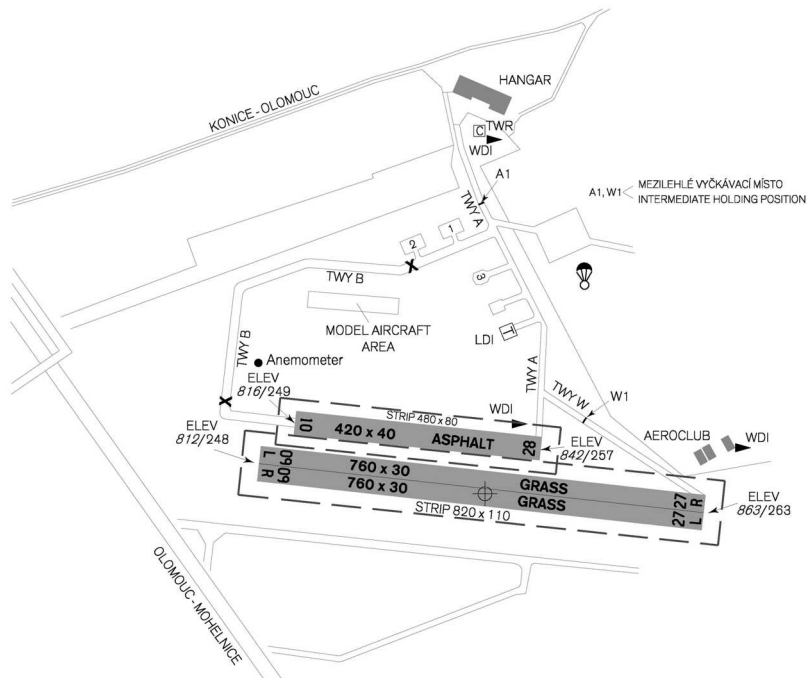 HANGAR
KONICE-OLOMOUC
C
TWR
WDI
A1
A1, W1
MEZILEHLÉ VYČKÁVACÍ MÍSTO
INTERMEDIATE HOLDING POSITION
TWY A
1
2
3
TWY B
MODEL AIRCRAFT
AREA
T
LDI
TWY B
Anemometer
TWY A
TWY W
W1
ELEV
816/249
STRIP 480 x 80
WDI
10
420 x 40
ASPHALT
28
ELEV
842/257
AEROCLUB
WDI
ELEV
812/248
09 L
09 R
760 x 30
GRASS
760 x 30
GRASS
27 R
27 L
STRIP 820 x 110
ELEV
863/263
OLOMOUC-MOHELNICE